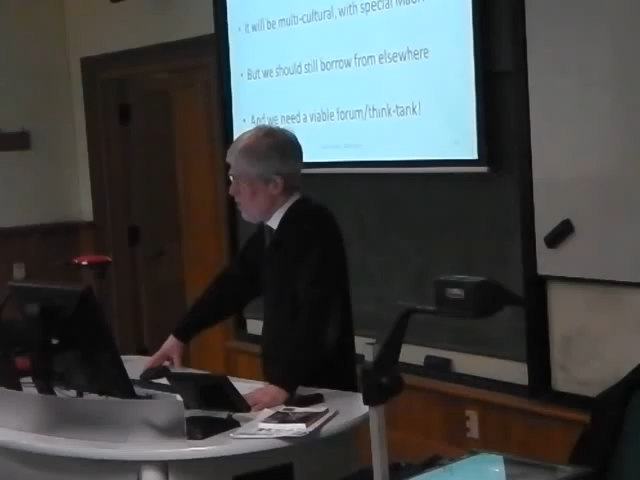 • It will be multi-cultural, with special Maori
• But we should still borrow from elsewhere
• And we need a viable forum/think-tank!